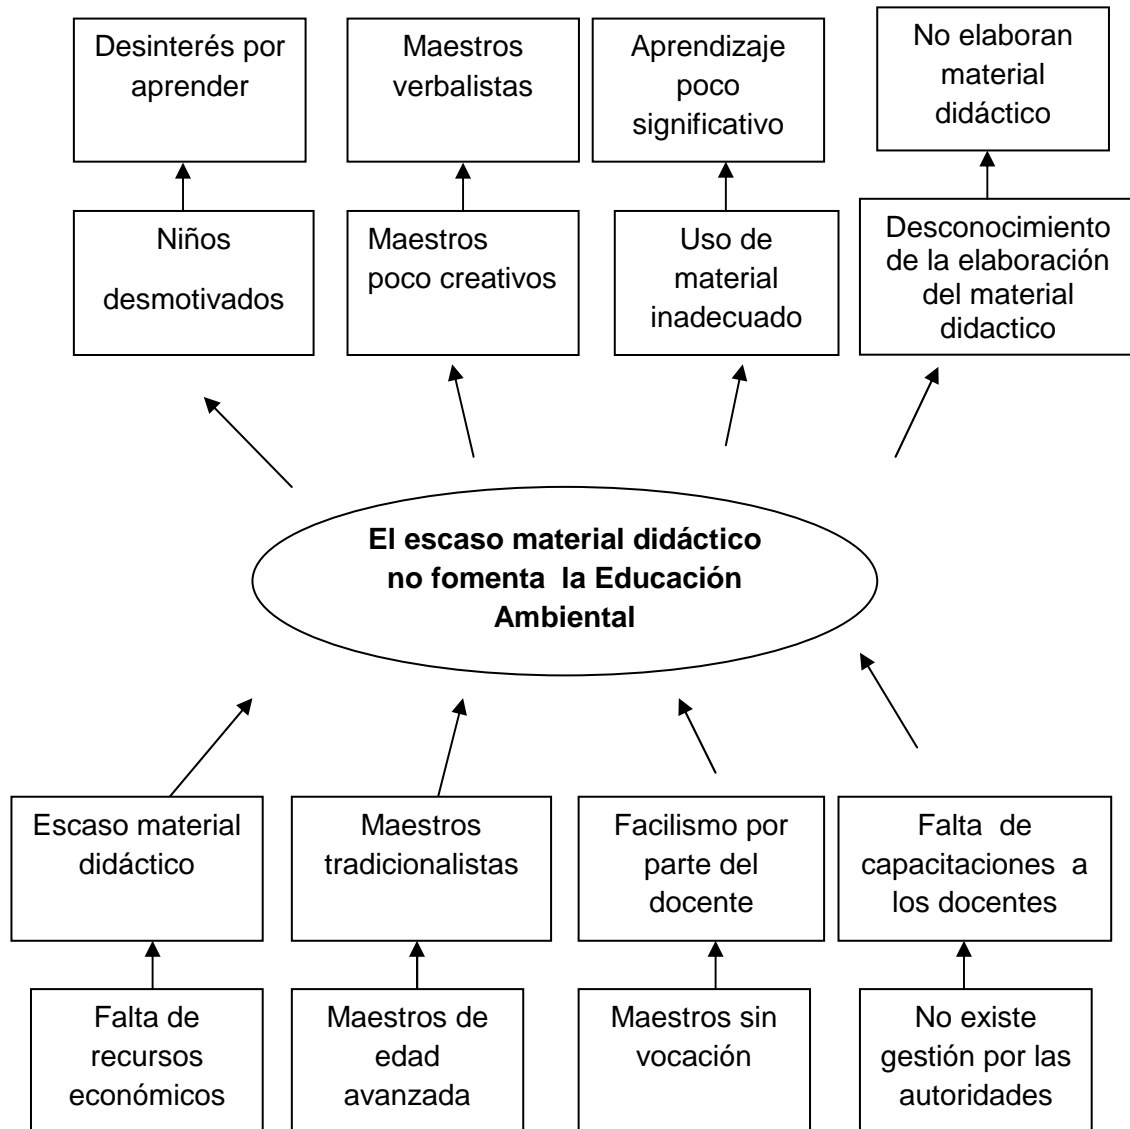 Desinterés por
aprender
Maestros
verbalistas
Aprendizaje
poco
significativo
No elaboran
material
didáctico
Niños
desmotivados
Maestros
poco creativos
Uso de
material
inadecuado
Desconocimiento
de la elaboración
del material
didactico
El escaso material didáctico
no fomenta  la Educación
Ambiental
Escaso material
didáctico
Maestros
tradicionalistas
Facilismo por
parte del
docente
Falta  de
capacitaciones  a
los docentes
Falta de
recursos
económicos
Maestros de
edad
avanzada
Maestros sin
vocación
No existe
gestión por las
autoridades